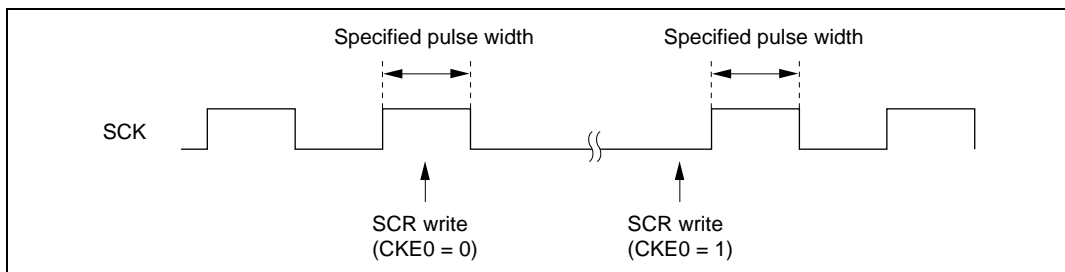 Specified pulse width
Specified pulse width
SCK
SCR write
(CKE0 = 0)
SCR write
(CKE0 = 1)